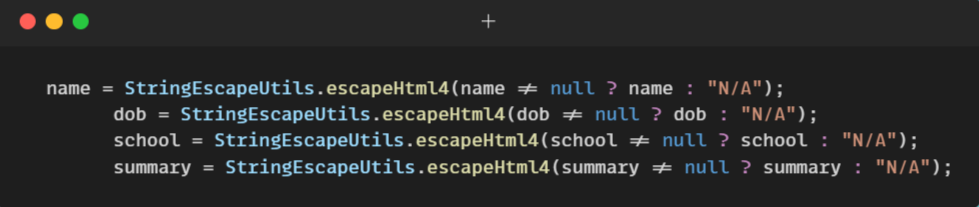 name = StringEscapeUtils.escapeHtml4(name != null ? name : "N/A");
dob = StringEscapeUtils.escapeHtml4(dob != null ? dob : "N/A");
school = StringEscapeUtils.escapeHtml4(school != null ? school : "N/A");
summary = StringEscapeUtils.escapeHtml4(summary != null ? summary : "N/A");